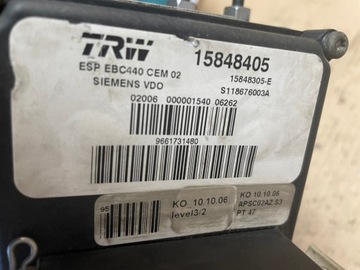 TRW
15848405
ESP EBC440 CEM 02
15848305-E
SIEMENS VDO
S118676003A
02006 000001540 06262
9661731480
95
KO 10.10.06
level3/2
KO 10.10.06
APSC02AZ.S3
PT 47